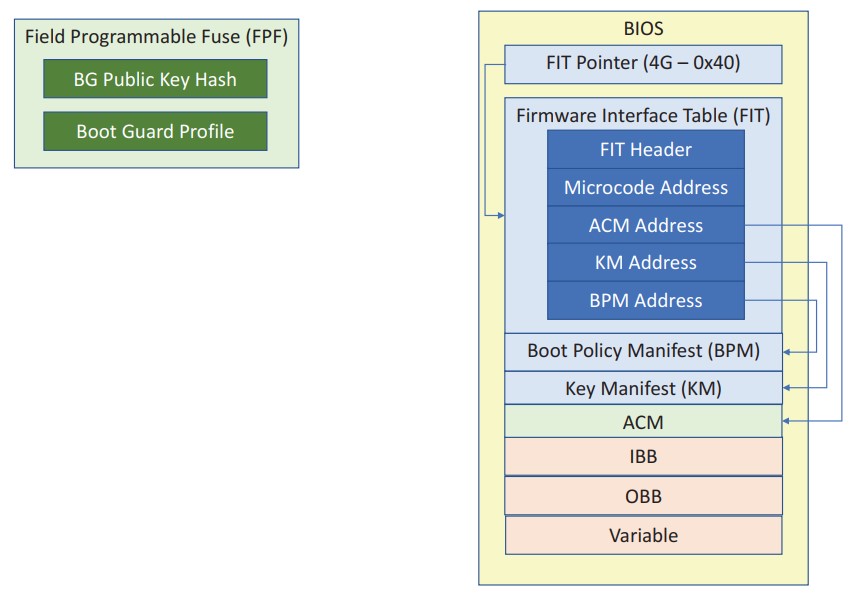 Field Programmable Fuse (FPF)
BG Public Key Hash
Boot Guard Profile
BIOS
FIT Pointer (4G – 0x40)
Firmware Interface Table (FIT)
FIT Header
Microcode Address
ACM Address
KM Address
BPM Address
Boot Policy Manifest (BPM)
Key Manifest (KM)
ACM
IBB
OBB
Variable